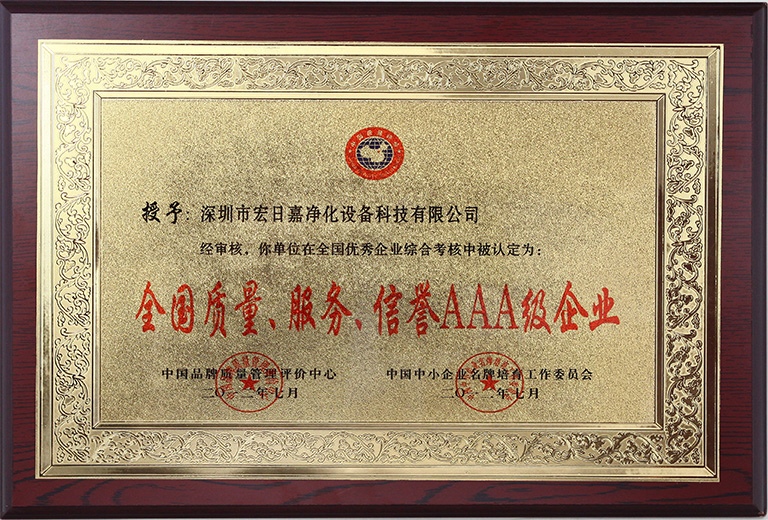 授予：深圳市宏日嘉净化设备科技有限公司
经审核，你单位在全国优秀企业综合考核中被认定为：
全国质量、服务、信誉AAA级企业
中国品牌质量管理评价中心 中国中小企业名牌培育工作委员会
二〇一二年七月 二〇一二年七月